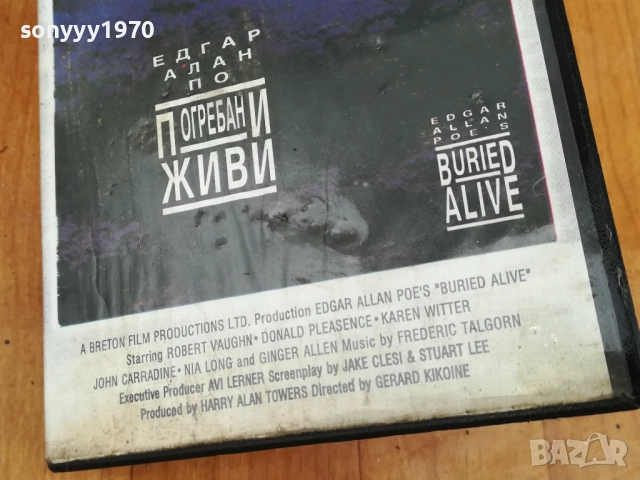 sonyyy1970
ЕДГАР
АЛАН
ПО
ПОГРЕБАНИ
ЖИВИ
EDGAR
ALLAN
POE'S
BURIED
ALIVE
A BRETON FILM PRODUCTIONS LTD. Production EDGAR ALLAN POE'S "BURIED ALIVE"
Starring ROBERT VAUGHN · DONALD PLEASENCE · KAREN WITTER
JOHN CARRADINE · NIA LONG and GINGER ALLEN Music by FREDERIC TALGORN
Executive Producer AVI LERNER Screenplay by JAKE CLESI & STUART LEE
Produced by HARRY ALAN TOWERS Directed by GERARD KIKOINE
BAZAR